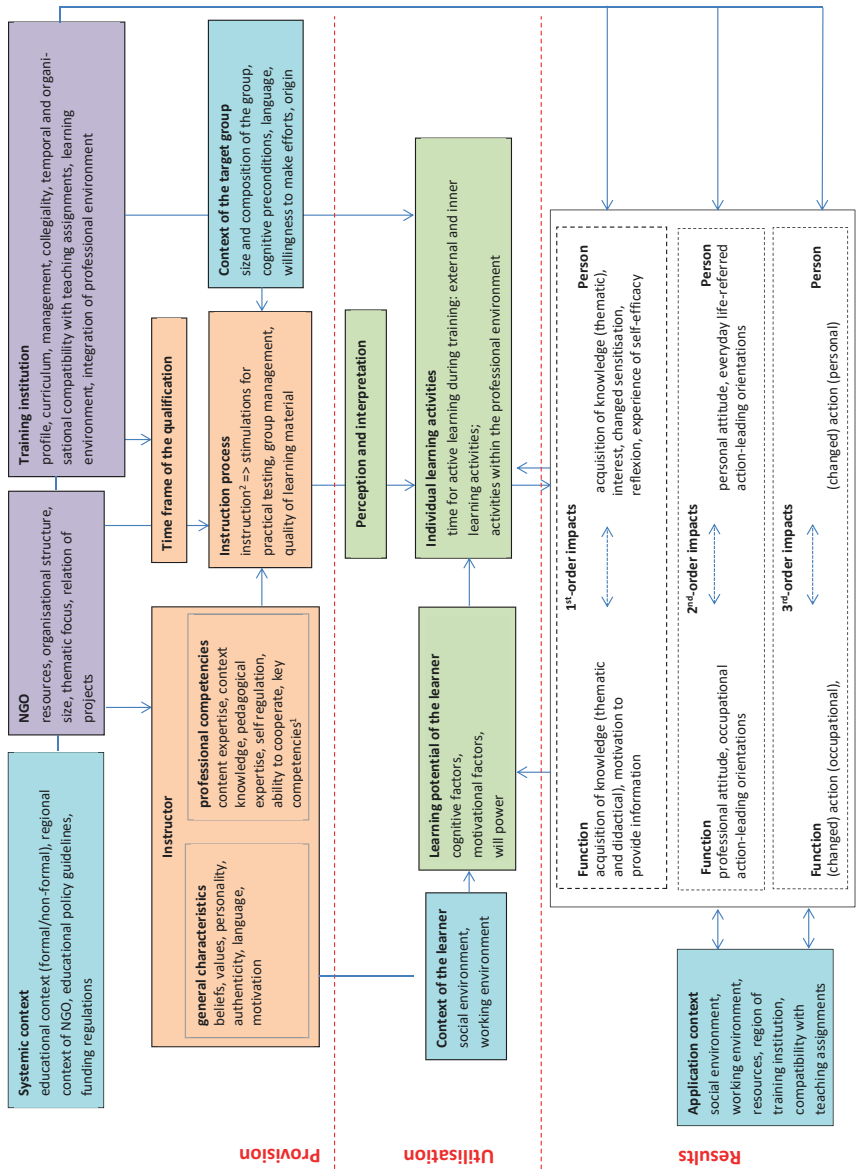 Systemic context
educational context (formal/non-formal), regional
context of NGO, educational policy guidelines,
funding regulations
NGO
resources, organisational structure,
size, thematic focus, relation of
projects
Training institution
profile, curriculum, management, collegiality, temporal and organi-
sational compatibility with teaching assignments, learning
environment, integration of professional environment
Provision
Instructor
general characteristics
beliefs, values, personality,
authenticity, language,
motivation
professional competencies
content expertise, context
knowledge, pedagogical
expertise, self regulation,
ability to cooperate, key
competencies¹
Time frame of the qualification
Instruction process
instruction² => stimulations for
practical testing, group management,
quality of learning material
Context of the target group
size and composition of the group,
cognitive preconditions, language,
willingness to make efforts, origin
Utilisation
Perception and interpretation
Context of the learner
social environment,
working environment
Learning potential of the learner
cognitive factors,
motivational factors,
will power
Individual learning activities
time for active learning during training: external and inner
learning activities;
activities within the professional environment
Results
Application context
social environment,
working environment,
resources, region of
training institution,
compatibility with
teaching assignments
1st-order impacts
Function
acquisition of knowledge (thematic
and didactical), motivation to
provide information
Person
acquisition of knowledge (thematic),
interest, changed sensitisation,
reflexion, experience of self-efficacy
2nd-order impacts
Function
professional attitude, occupational
action-leading orientations
Person
personal attitude, everyday life-referred
action-leading orientations
3rd-order impacts
Function
(changed) action (occupational),
Person
(changed) action (personal)